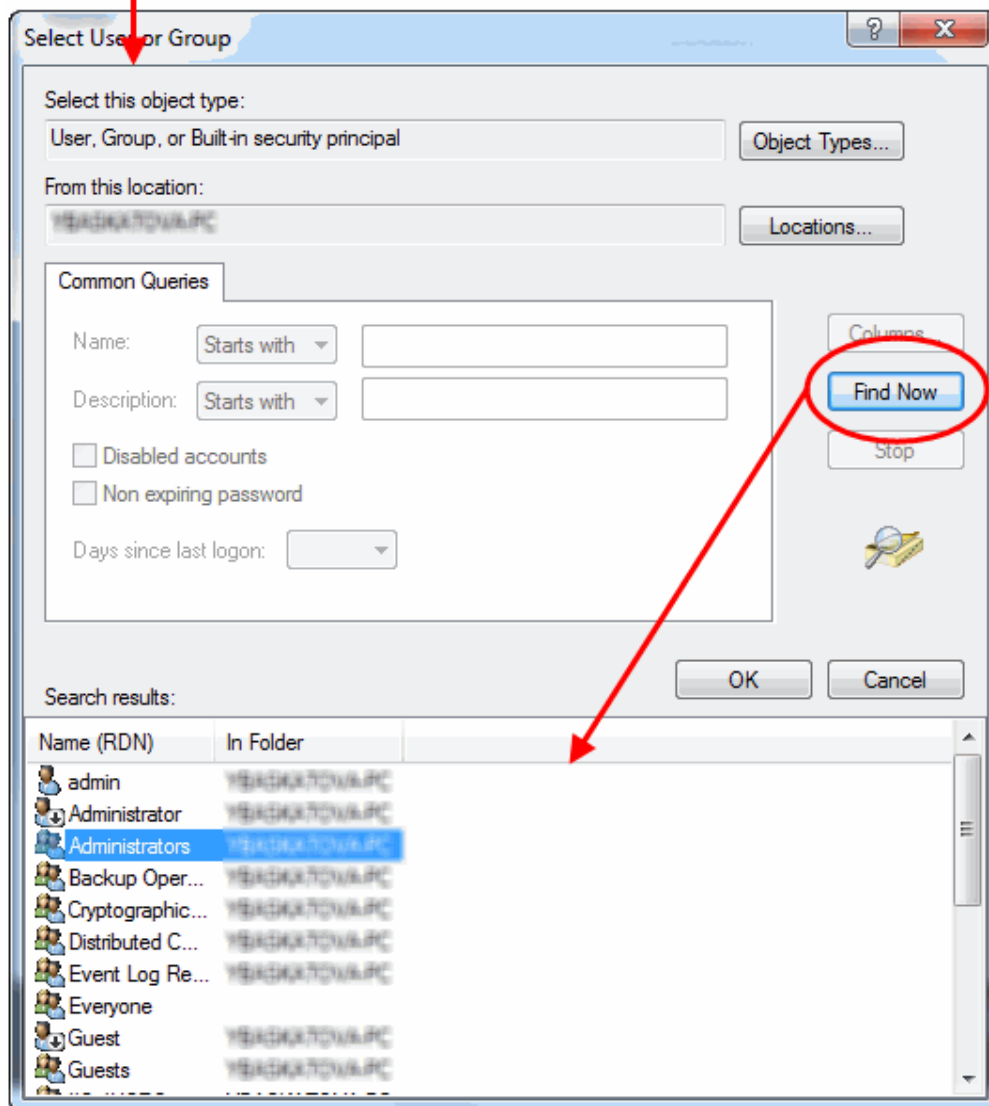 Select User or Group
Select this object type:
User, Group, or Built-in security principal
Object Types...
From this location:
Locations...
Common Queries
Name:
Starts with
Columns...
Description:
Starts with
Find Now
Disabled accounts
Stop
Non expiring password
Days since last logon:
OK
Cancel
Search results:
Name (RDN) In Folder
admin
Administrator
Administrators
Backup Oper...
Cryptographic...
Distributed C...
Event Log Re...
Everyone
Guest
Guests